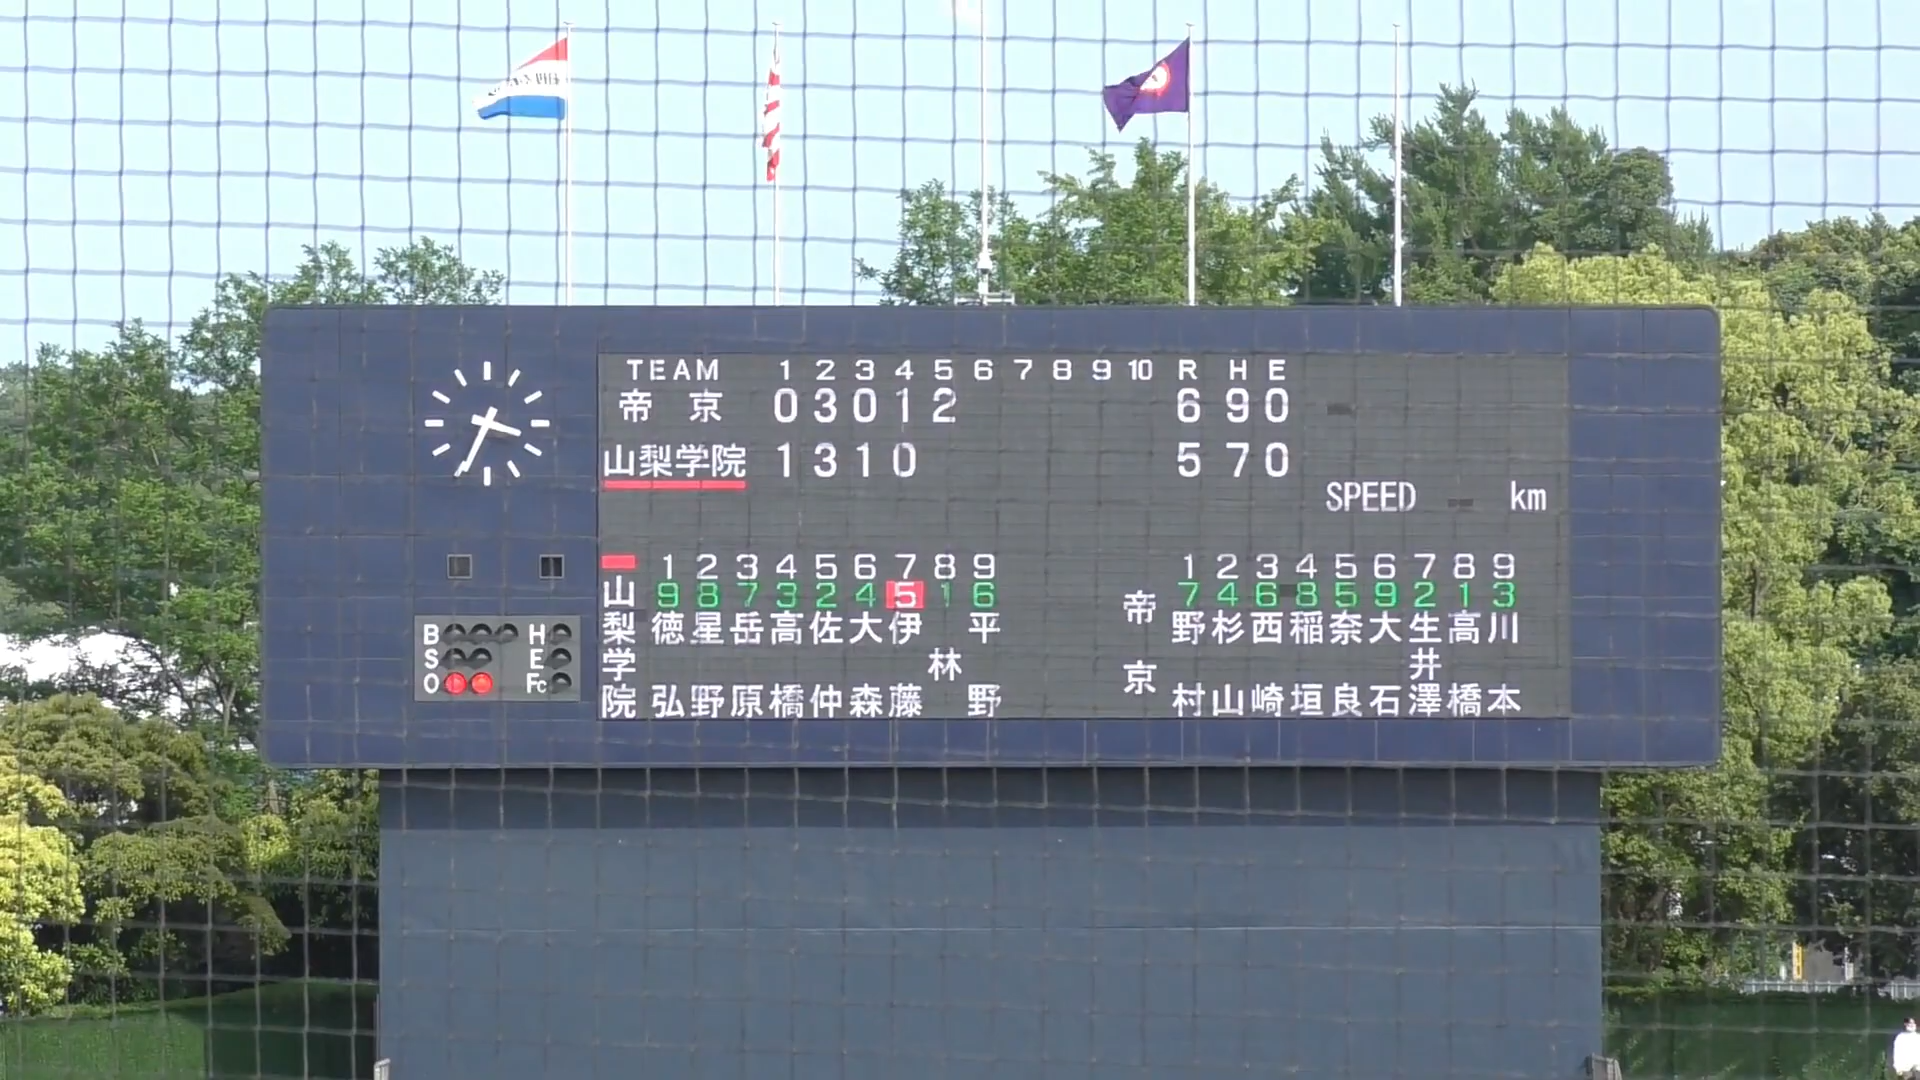 TEAM 1 2 3 4 5 6 7 8 9 10 R H E
帝京 0 3 0 1 2 6 9 0
山梨学院 1 3 1 0 5 7 0
SPEED km
B H
S E
O Fc
山梨学院
1 2 3 4 5 6 7 8 9
9 8 7 3 2 4 5 1 6
徳弘 星野 岳原 高橋 佐仲 大森 伊藤 林 平野
帝京
1 2 3 4 5 6 7 8 9
7 4 6 8 5 9 2 1 3
野村 杉山 西崎 稲垣 奈良 大石 生井澤 高橋 川本